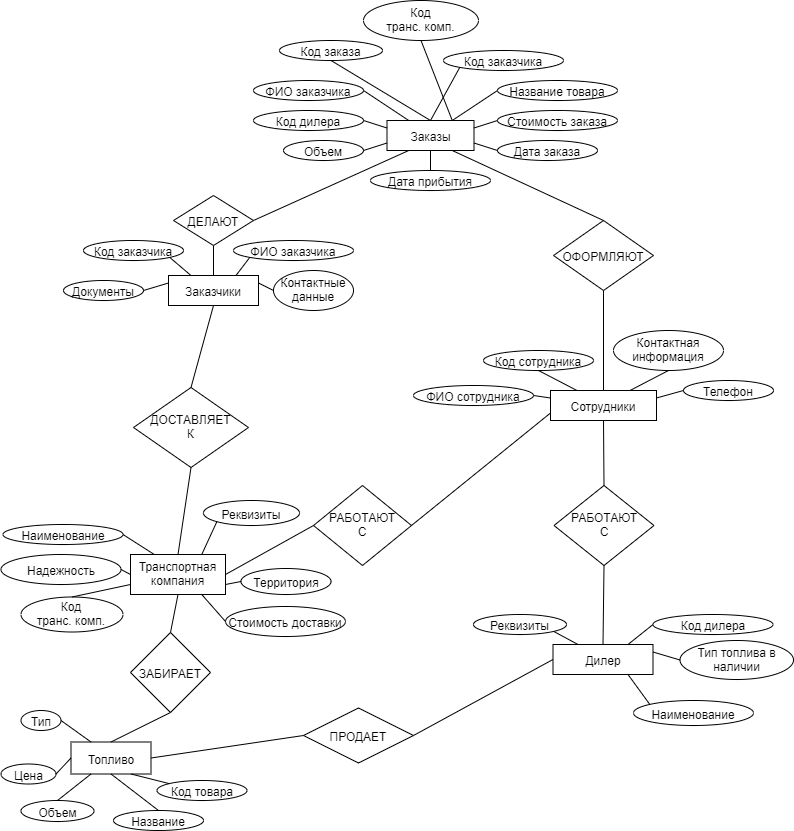 Код
транс. комп.
Код заказа
Код заказчика
ФИО заказчика
Название товара
Код дилера
Стоимость заказа
Заказы
Объем
Дата заказа
Дата прибытия
ДЕЛАЮТ
ОФОРМЛЯЮТ
Код заказчика
ФИО заказчика
Документы
Заказчики
Контактные
данные
Контактная
информация
Код сотрудника
Телефон
ФИО сотрудника
Сотрудники
ДОСТАВЛЯЕТ
К
РАБОТАЮТ
С
РАБОТАЮТ
С
Реквизиты
Наименование
Надежность
Транспортная
компания
Территория
Код
транс. комп.
Стоимость доставки
Реквизиты
Код дилера
Дилер
Тип топлива в
наличии
Наименование
ЗАБИРАЕТ
ПРОДАЕТ
Тип
Топливо
Цена
Код товара
Объем
Название